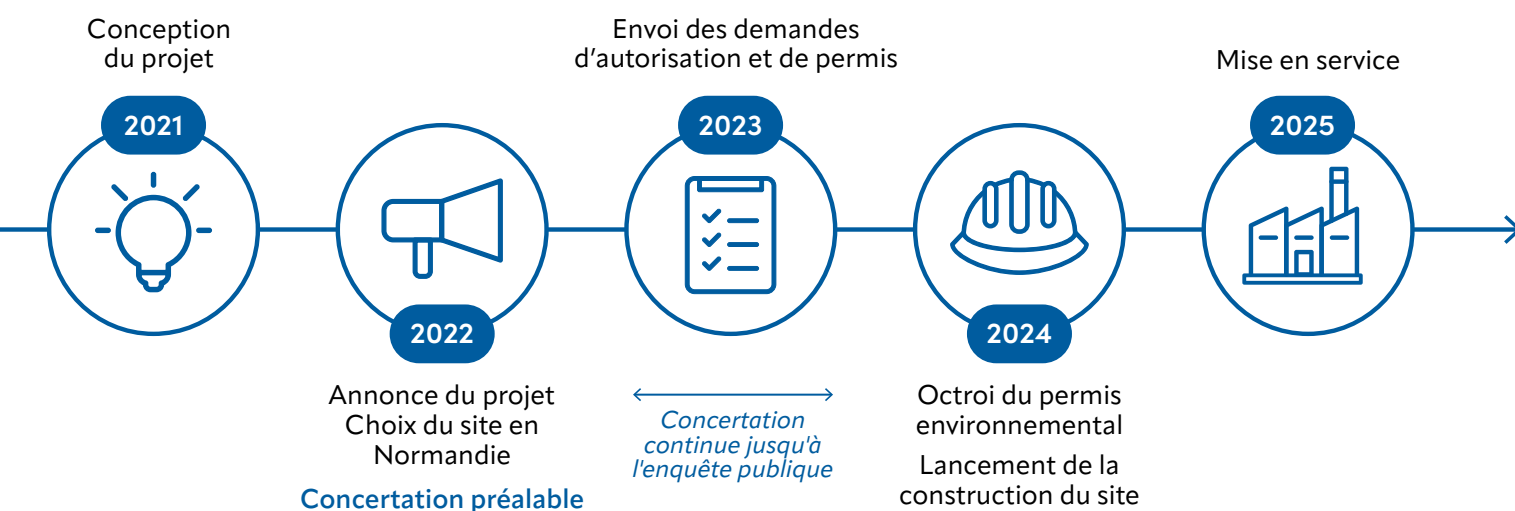 Conception
du projet
2021
2022
Annonce du projet
Choix du site en
Normandie
Concertation préalable
Envoi des demandes
d’autorisation et de permis
2023
Concertation
continue jusqu'à
l'enquête publique
2024
Octroi du permis
environnemental
Lancement de la
construction du site
Mise en service
2025